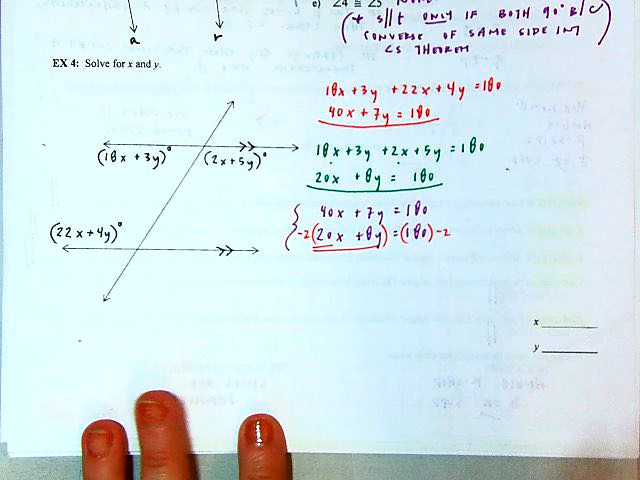 e) ∠4 ≅ ∠5
(* s∥t ONLY IF BOTH 90° B/C
CONVERSE OF SAME SIDE INT
∠S THEOREM)
a r
EX 4: Solve for x and y.
18x + 3y + 22x + 4y = 180
40x + 7y = 180
18x + 3y + 2x + 5y = 180
20x + 8y = 180
40x + 7y = 180
-2(20x + 8y) = (180)-2
(18x + 3y)° (2x + 5y)°
(22x + 4y)°
x
y